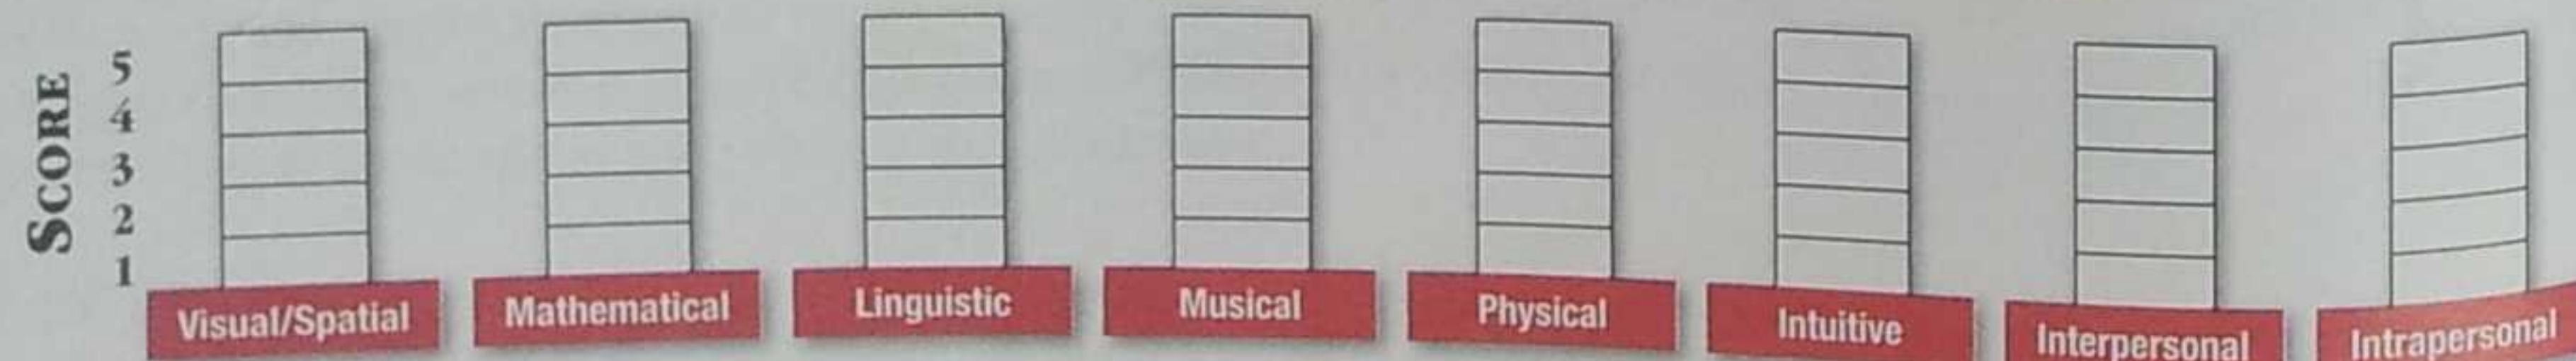 SCORE
5
4
3
2
1
Visual/Spatial
Mathematical
Linguistic
Musical
Physical
Intuitive
Interpersonal
Intrapersonal